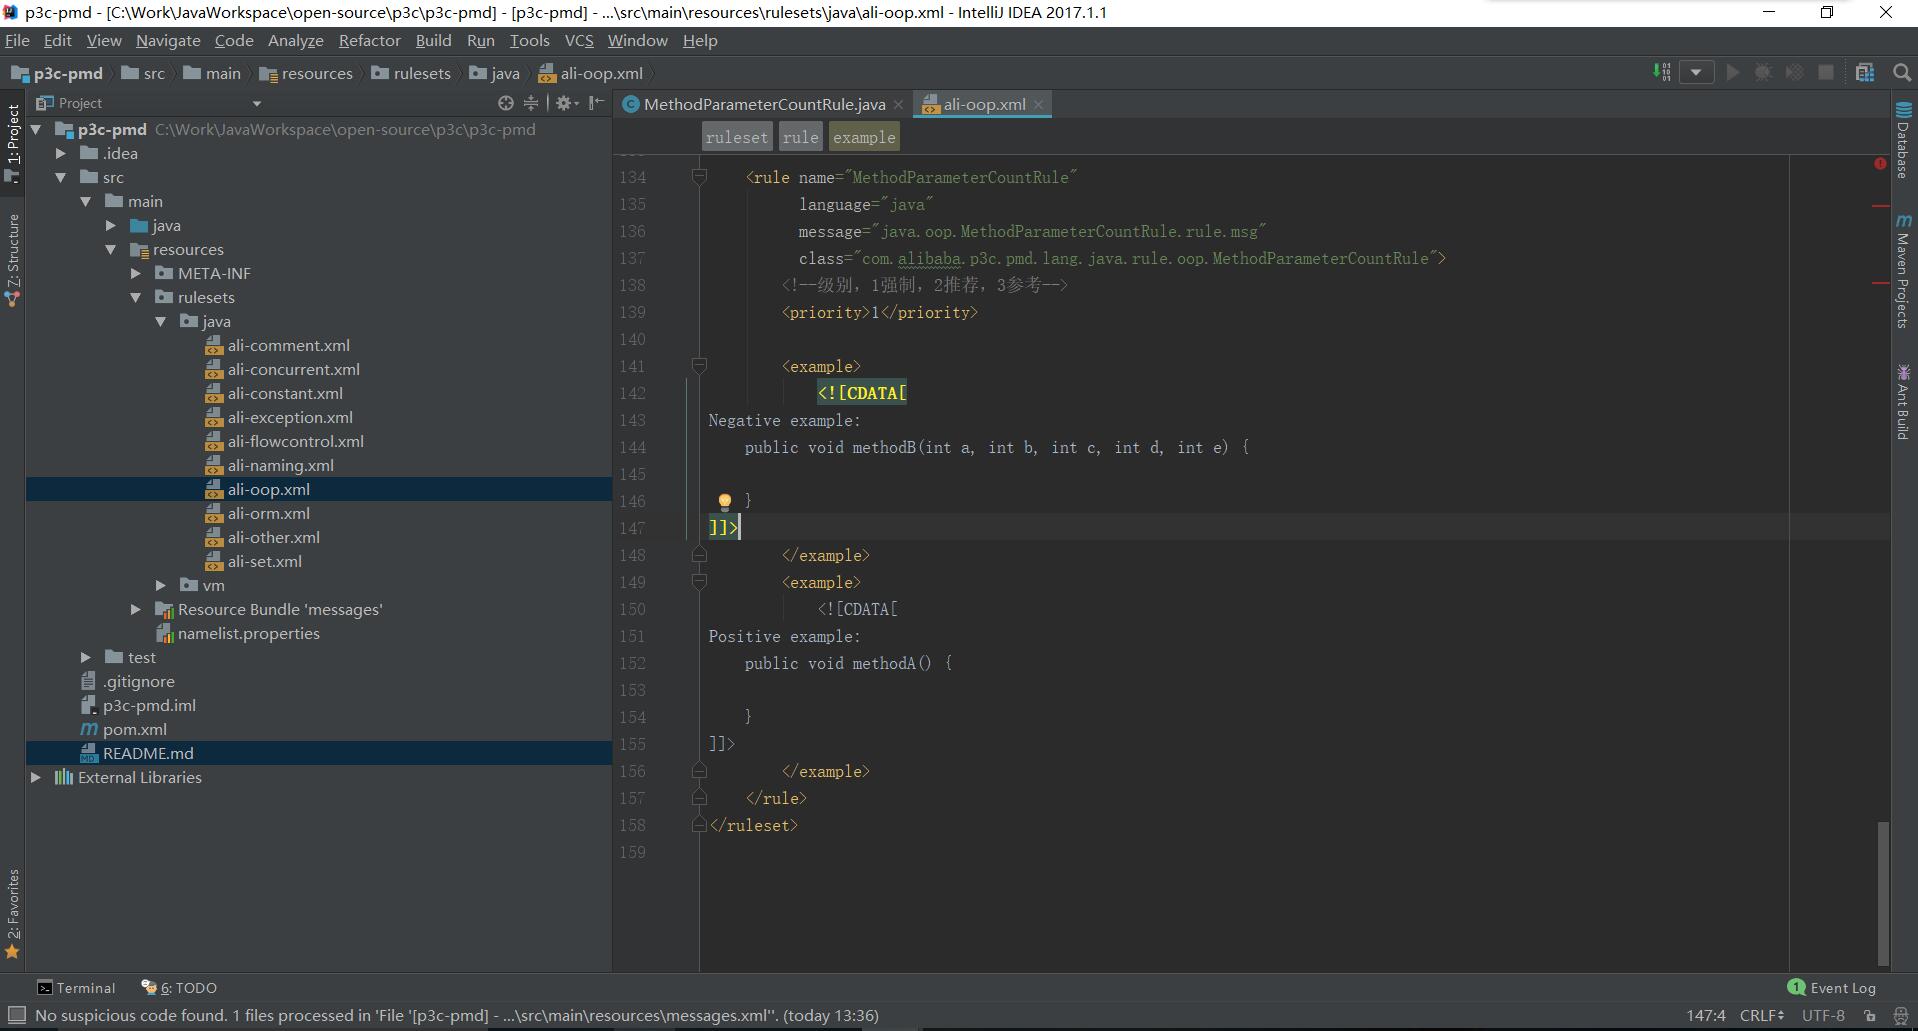 p3c-pmd - [C:\Work\JavaWorkspace\open-source\p3c\p3c-pmd] - [p3c-pmd] - ...\src\main\resources\rulesets\java\ali-oop.xml - IntelliJ IDEA 2017.1.1
File Edit View Navigate Code Analyze Refactor Build Run Tools VCS Window Help
p3c-pmd src main resources rulesets java ali-oop.xml
Project
1: Project
7: Structure
2: Favorites
p3c-pmd C:\Work\JavaWorkspace\open-source\p3c\p3c-pmd
.idea
src
main
java
resources
META-INF
rulesets
java
ali-comment.xml
ali-concurrent.xml
ali-constant.xml
ali-exception.xml
ali-flowcontrol.xml
ali-naming.xml
ali-oop.xml
ali-orm.xml
ali-other.xml
ali-set.xml
vm
Resource Bundle 'messages'
namelist.properties
test
.gitignore
p3c-pmd.iml
pom.xml
README.md
External Libraries
MethodParameterCountRule.java ali-oop.xml
ruleset rule example
134 <rule name="MethodParameterCountRule"
135 language="java"
136 message="java.oop.MethodParameterCountRule.rule.msg"
137 class="com.alibaba.p3c.pmd.lang.java.rule.oop.MethodParameterCountRule">
138 <!--级别，1强制，2推荐，3参考-->
139 <priority>1</priority>
140
141 <example>
142 <![CDATA[
143 Negative example:
144 public void methodB(int a, int b, int c, int d, int e) {
145
146 }
147 ]]>
148 </example>
149 <example>
150 <![CDATA[
151 Positive example:
152 public void methodA() {
153
154 }
155 ]]>
156 </example>
157 </rule>
158 </ruleset>
159
Database
Maven Projects
Ant Build
Terminal 6: TODO 1 Event Log
No suspicious code found. 1 files processed in 'File '[p3c-pmd] - ...\src\main\resources\messages.xml''. (today 13:36) 147:4 CRLF UTF-8